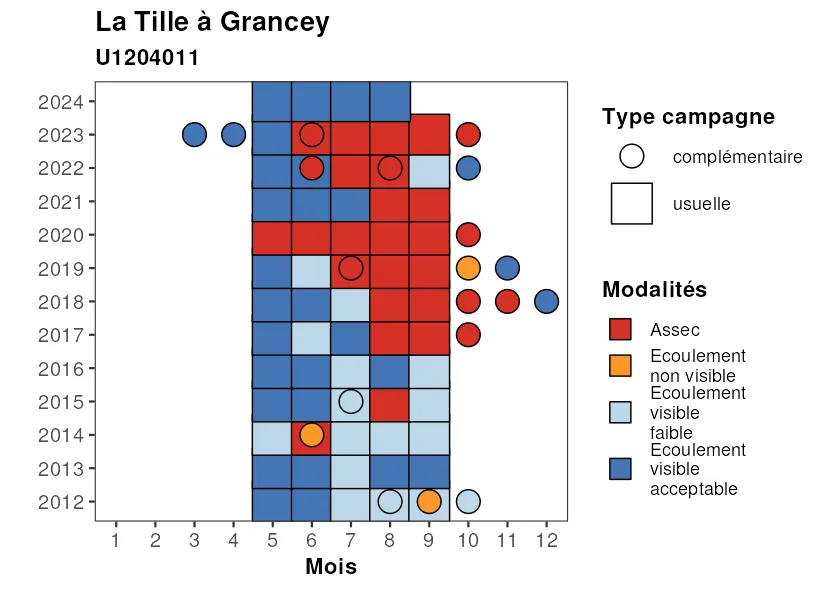 La Tille à Grancey
U1204011
2024
2023
2022
2021
2020
2019
2018
2017
2016
2015
2014
2013
2012
1 2 3 4 5 6 7 8 9 10 11 12
Mois
Type campagne
complémentaire
usuelle
Modalités
Assec
Ecoulement
non visible
Ecoulement
visible
faible
Ecoulement
visible
acceptable